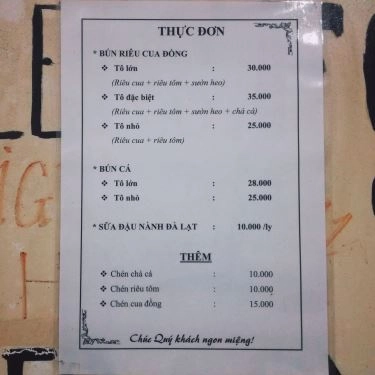 THỰC ĐƠN
* BÚN RIÊU CUA ĐỒNG
❖ Tô lớn : 30.000
(Riêu cua + riêu tôm + sườn heo)
❖ Tô đặc biệt : 35.000
(Riêu cua + riêu tôm + sườn heo + chả cá)
❖ Tô nhỏ : 25.000
(Riêu cua + riêu tôm)
* BÚN CÁ
❖ Tô lớn : 28.000
❖ Tô nhỏ : 25.000
* SỮA ĐẬU NÀNH ĐÀ LẠT : 10.000 /ly
THÊM
❖ Chén chả cá : 10.000
❖ Chén riêu tôm : 10.000
❖ Chén cua đồng : 15.000
Chúc Quý khách ngon miệng!